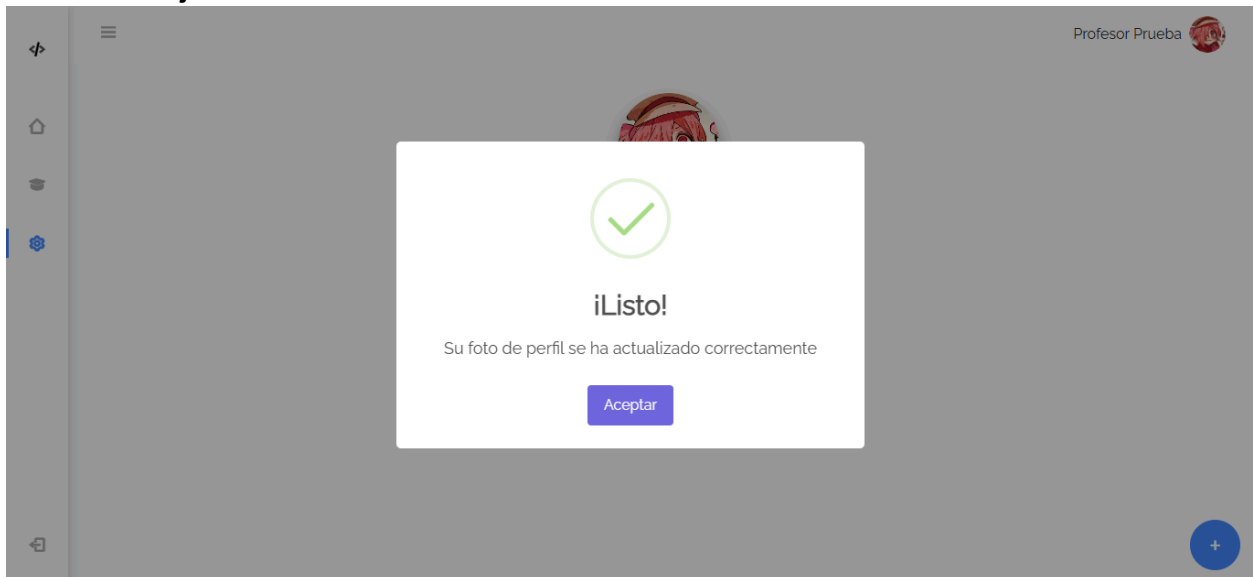 Profesor Prueba
¡Listo!
Su foto de perfil se ha actualizado correctamente
Aceptar
+